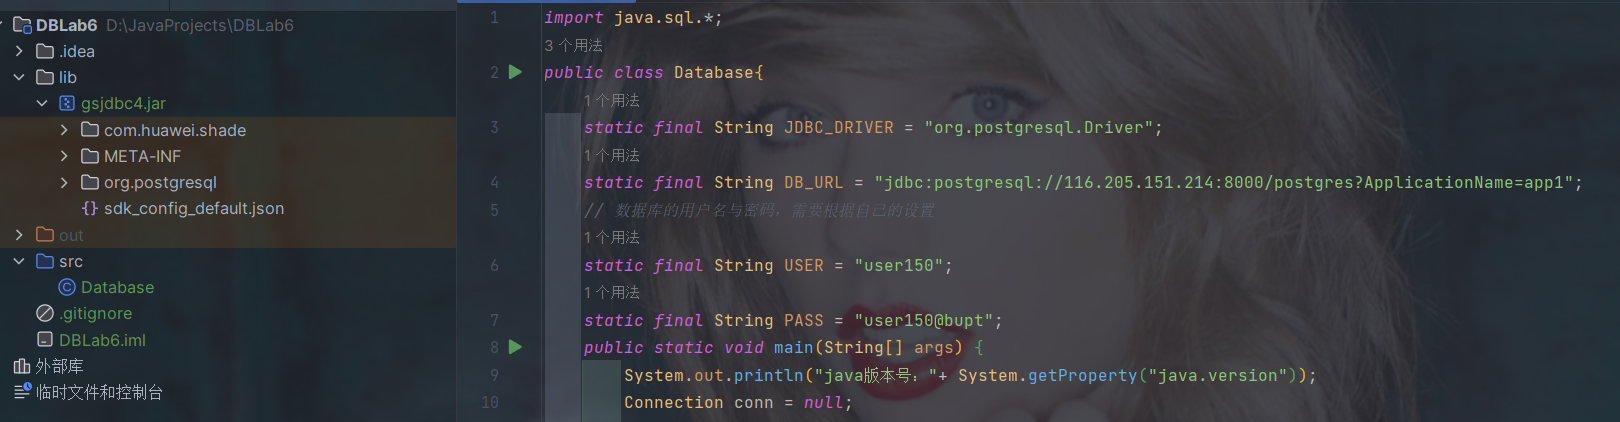 DBLab6 D:\JavaProjects\DBLab6
.idea
lib
gsjdbc4.jar
com.huawei.shade
META-INF
org.postgresql
{} sdk_config_default.json
out
src
Database
.gitignore
DBLab6.iml
外部库
临时文件和控制台
1 import java.sql.*;
3 个用法
2 public class Database{
1 个用法
3 static final String JDBC_DRIVER = "org.postgresql.Driver";
1 个用法
4 static final String DB_URL = "jdbc:postgresql://116.205.151.214:8000/postgres?ApplicationName=app1";
5 // 数据库的用户名与密码，需要根据自己的设置
1 个用法
6 static final String USER = "user150";
1 个用法
7 static final String PASS = "user150@bupt";
8 public static void main(String[] args) {
9 System.out.println("java版本号："+ System.getProperty("java.version"));
10 Connection conn = null;